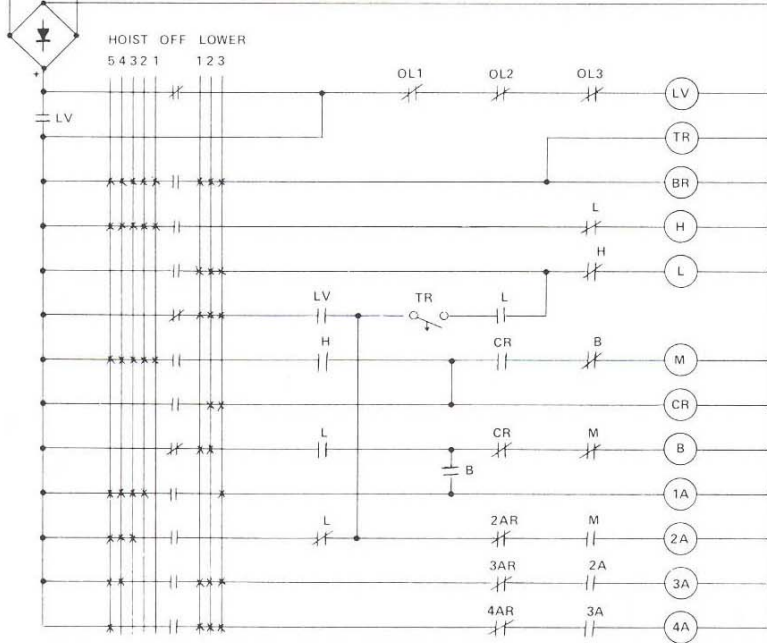 HOIST OFF LOWER
5 4 3 2 1 1 2 3
+
OL1 OL2 OL3
LV
LV
TR
BR
L
H
H
L
LV TR L
H CR B
M
CR
L CR M
B
B
1A
L 2AR M
2A
3AR 2A
3A
4AR 3A
4A